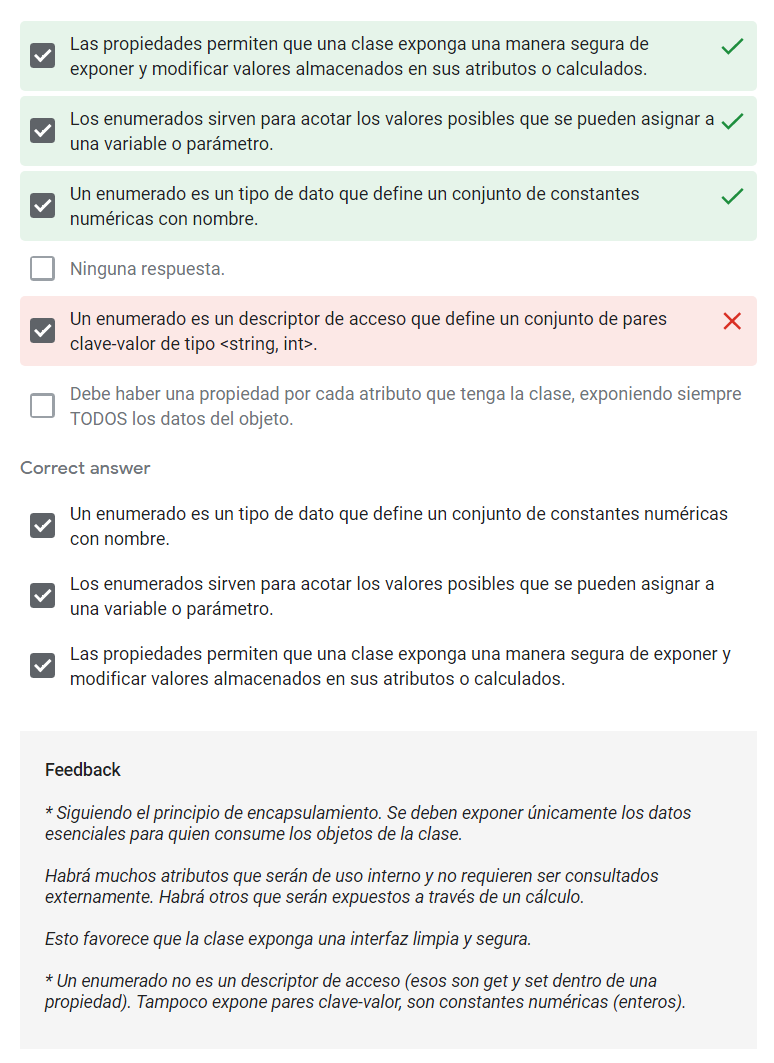 Las propiedades permiten que una clase exponga una manera segura de
exponer y modificar valores almacenados en sus atributos o calculados.
Los enumerados sirven para acotar los valores posibles que se pueden asignar a
una variable o parámetro.
Un enumerado es un tipo de dato que define un conjunto de constantes
numéricas con nombre.
Ninguna respuesta.
Un enumerado es un descriptor de acceso que define un conjunto de pares
clave-valor de tipo <string, int>.
Debe haber una propiedad por cada atributo que tenga la clase, exponiendo siempre
TODOS los datos del objeto.
Correct answer
Un enumerado es un tipo de dato que define un conjunto de constantes numéricas
con nombre.
Los enumerados sirven para acotar los valores posibles que se pueden asignar a
una variable o parámetro.
Las propiedades permiten que una clase exponga una manera segura de exponer y
modificar valores almacenados en sus atributos o calculados.
Feedback
* Siguiendo el principio de encapsulamiento. Se deben exponer únicamente los datos
esenciales para quien consume los objetos de la clase.
Habrá muchos atributos que serán de uso interno y no requieren ser consultados
externamente. Habrá otros que serán expuestos a través de un cálculo.
Esto favorece que la clase exponga una interfaz limpia y segura.
* Un enumerado no es un descriptor de acceso (esos son get y set dentro de una
propiedad). Tampoco expone pares clave-valor, son constantes numéricas (enteros).